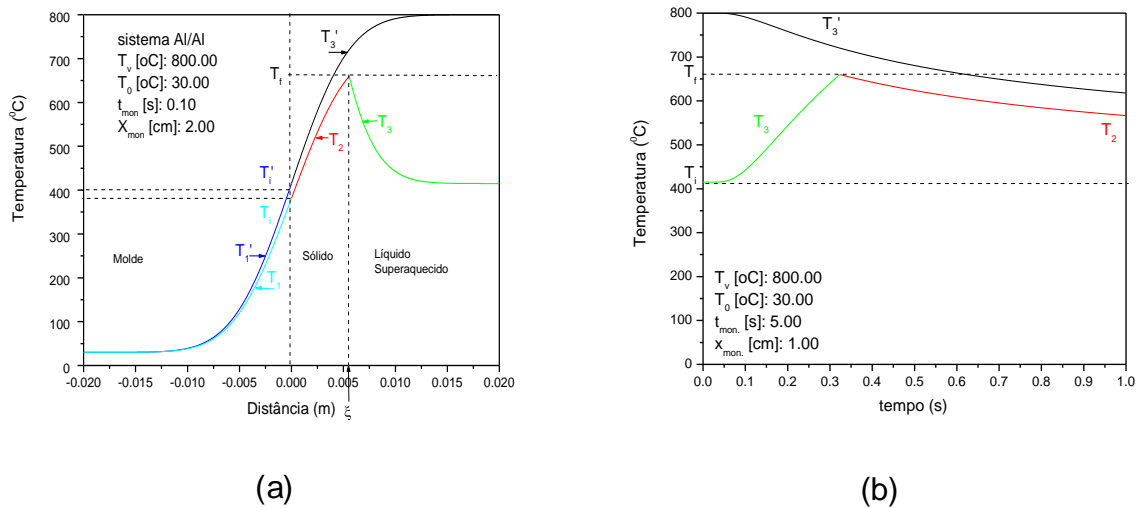 800
700
600
500
400
300
200
100
0
Temperatura (⁰C)
sistema Al/Al
T_v [oC]: 800.00
T_0 [oC]: 30.00
t_mon [s]: 0.10
X_mon [cm]: 2.00
T_3'
T_f
T_3
T_2
T_i'
T_i
T_1'
T_1
Molde
Sólido
Líquido
Superaquecido
-0.020 -0.015 -0.010 -0.005 0.000 0.005 0.010 0.015 0.020
Distância (m)
ξ
(a)
800
700
T_f
600
500
T_i
400
300
200
100
0
Temperatura (⁰C)
T_3'
T_3
T_2
T_v [oC]: 800.00
T_0 [oC]: 30.00
t_mon. [s]: 5.00
x_mon. [cm]: 1.00
0.0 0.1 0.2 0.3 0.4 0.5 0.6 0.7 0.8 0.9 1.0
tempo (s)
(b)